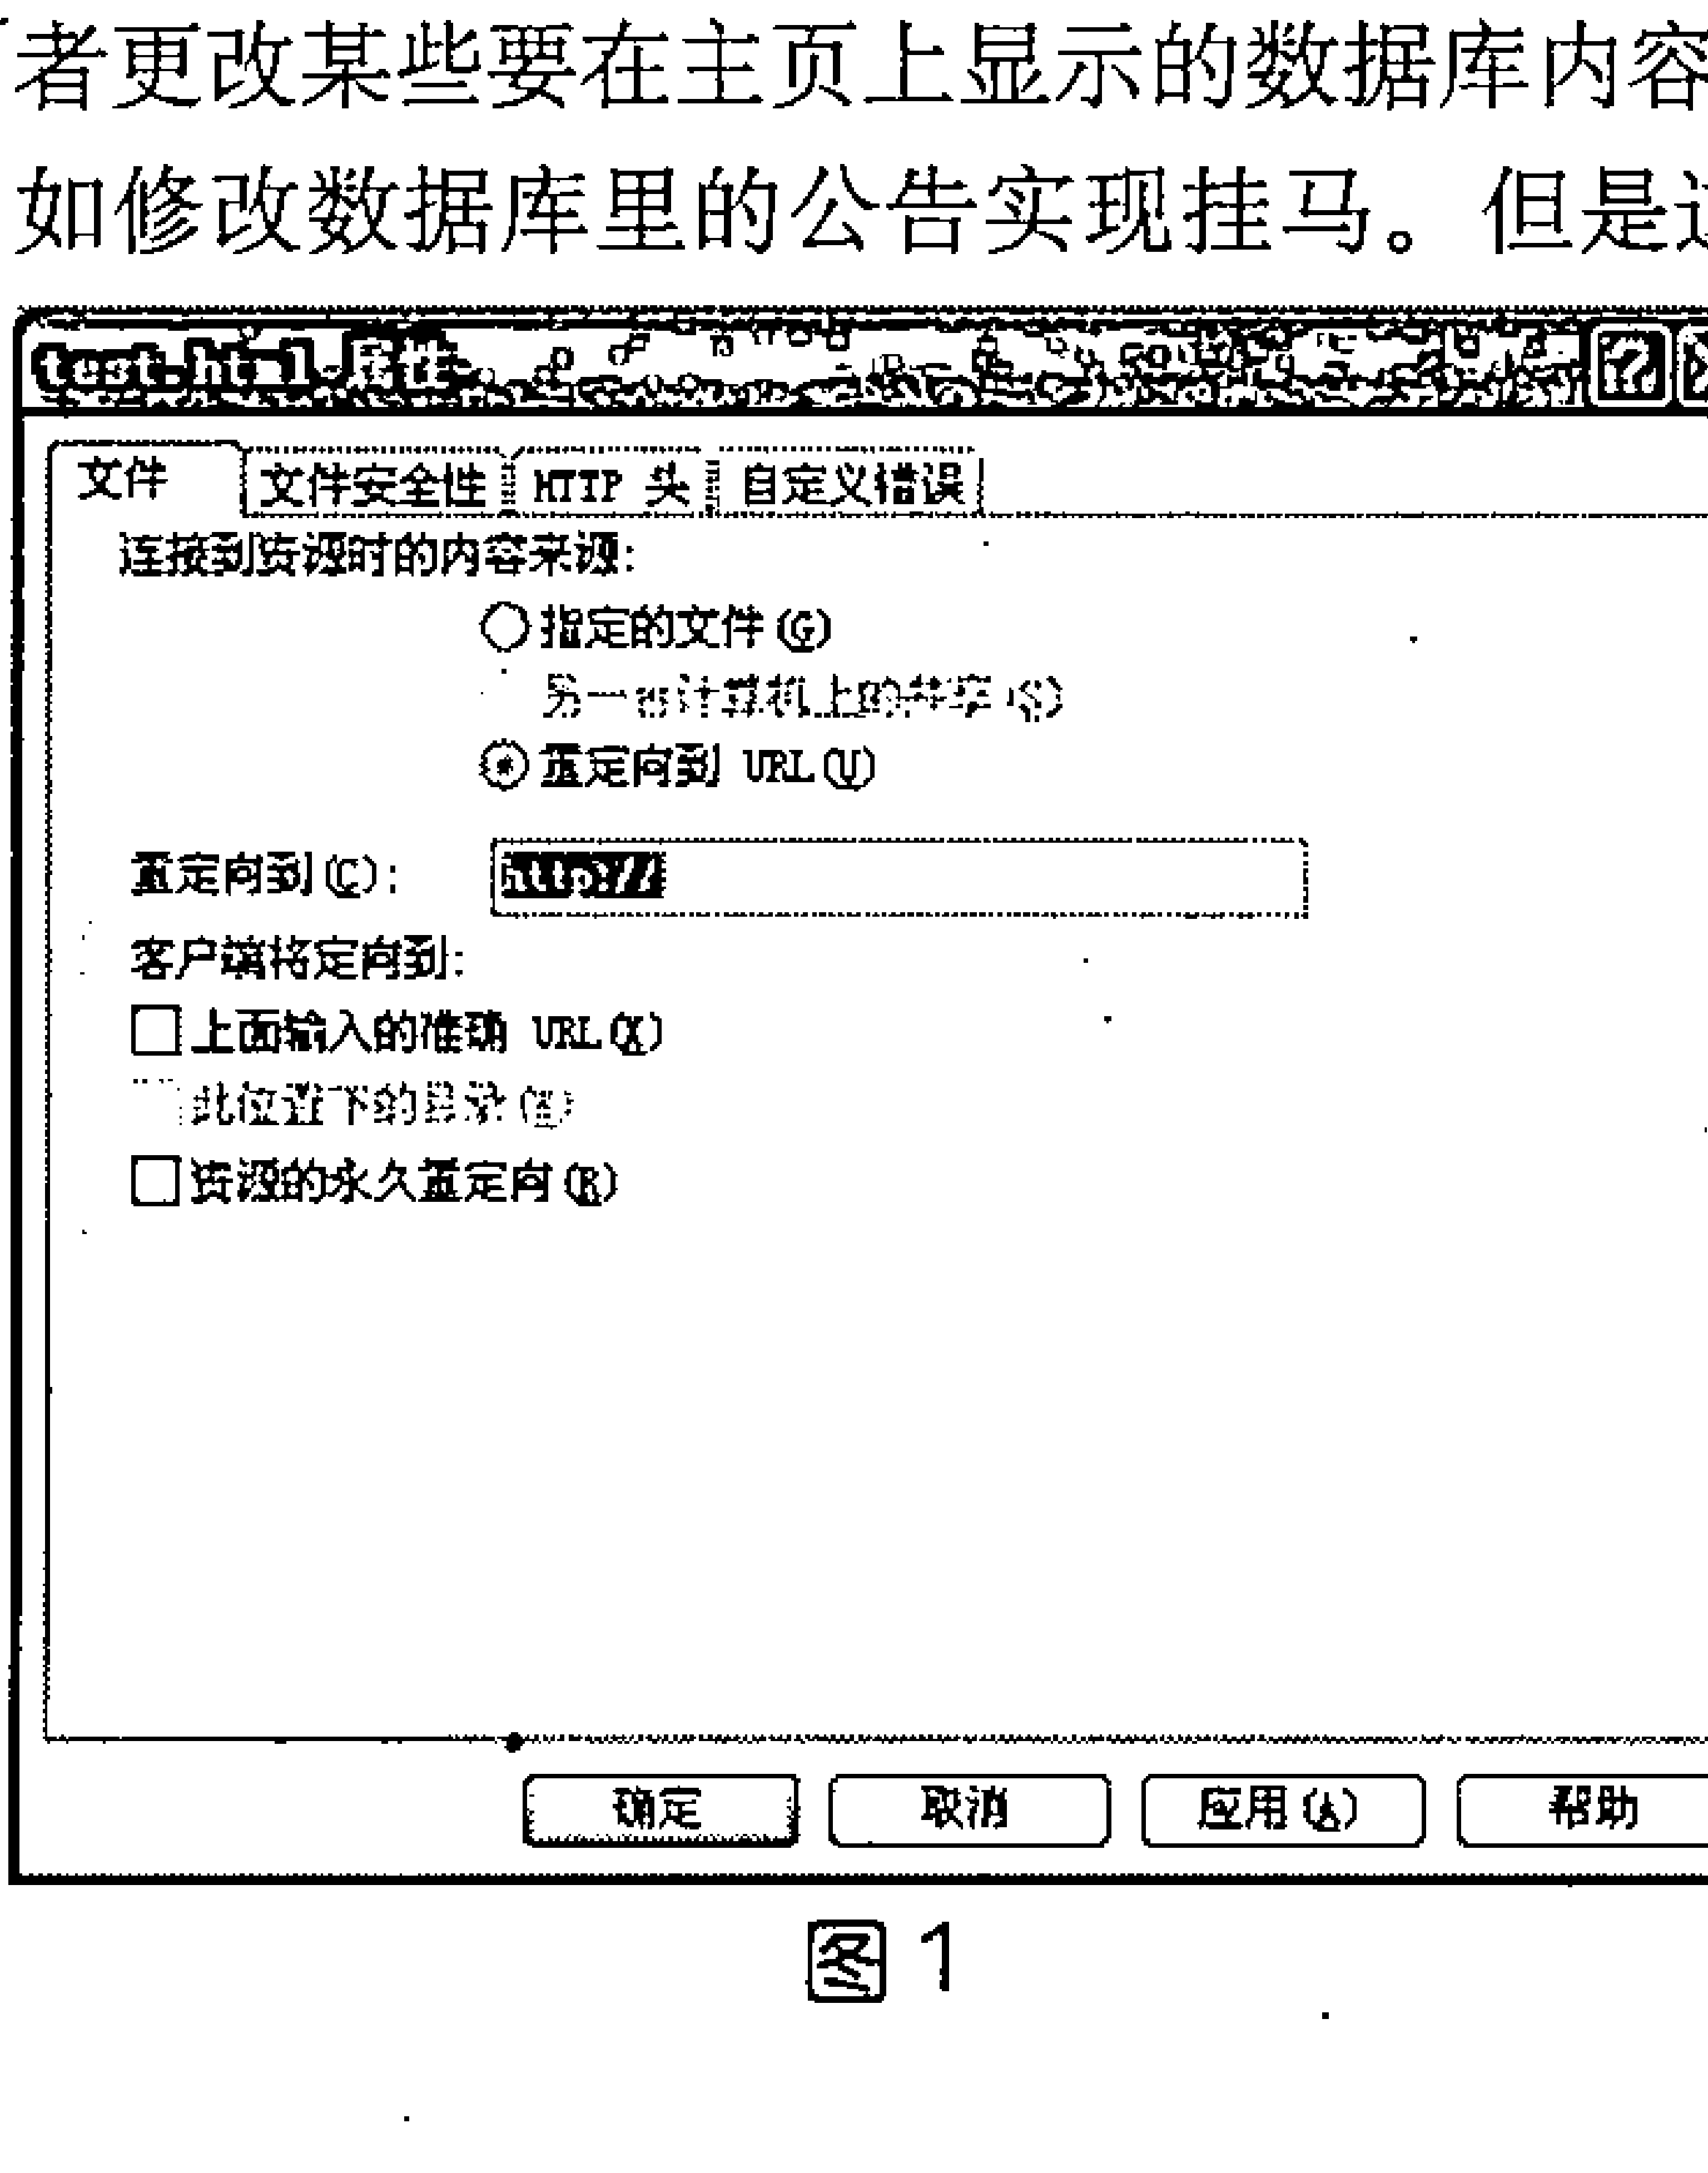 者更改某些要在主页上显示的数据库内容
如修改数据库里的公告实现挂马。但是这
test.html 属性
文件 文件安全性 HTTP 头 自定义错误
连接到资源时的内容来源:
指定的文件(G)
另一台计算机上的共享(S)
重定向到 URL(U)
重定向到(C): http://
客户端将定向到:
上面输入的准确 URL(X)
此位置下的目录
资源的永久重定向(R)
确定 取消 应用(A) 帮助
图1